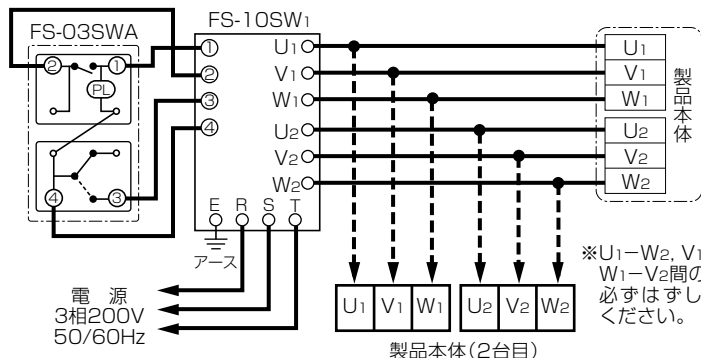 FS-10SW1
FS-03SWA
② ①
PL
④ ③
①
②
③
④
U1
V1
W1
U2
V2
W2
E R S T
アース
電 源
3相200V
50/60Hz
U1
V1
W1
U2
V2
W2
製品本体
U1 V1 W1 U2 V2 W2
製品本体(2台目)
※U1−W2, V1
W1−V2間の
必ずはずし
ください。